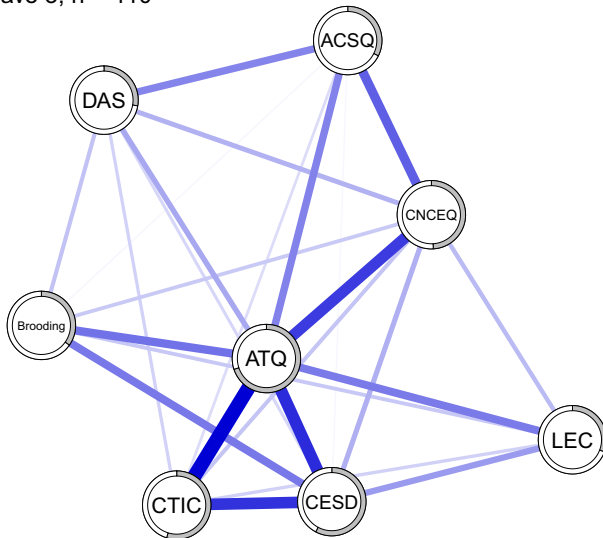 ACSQ
DAS
CNCEQ
Brooding
ATQ
LEC
CTIC
CESD